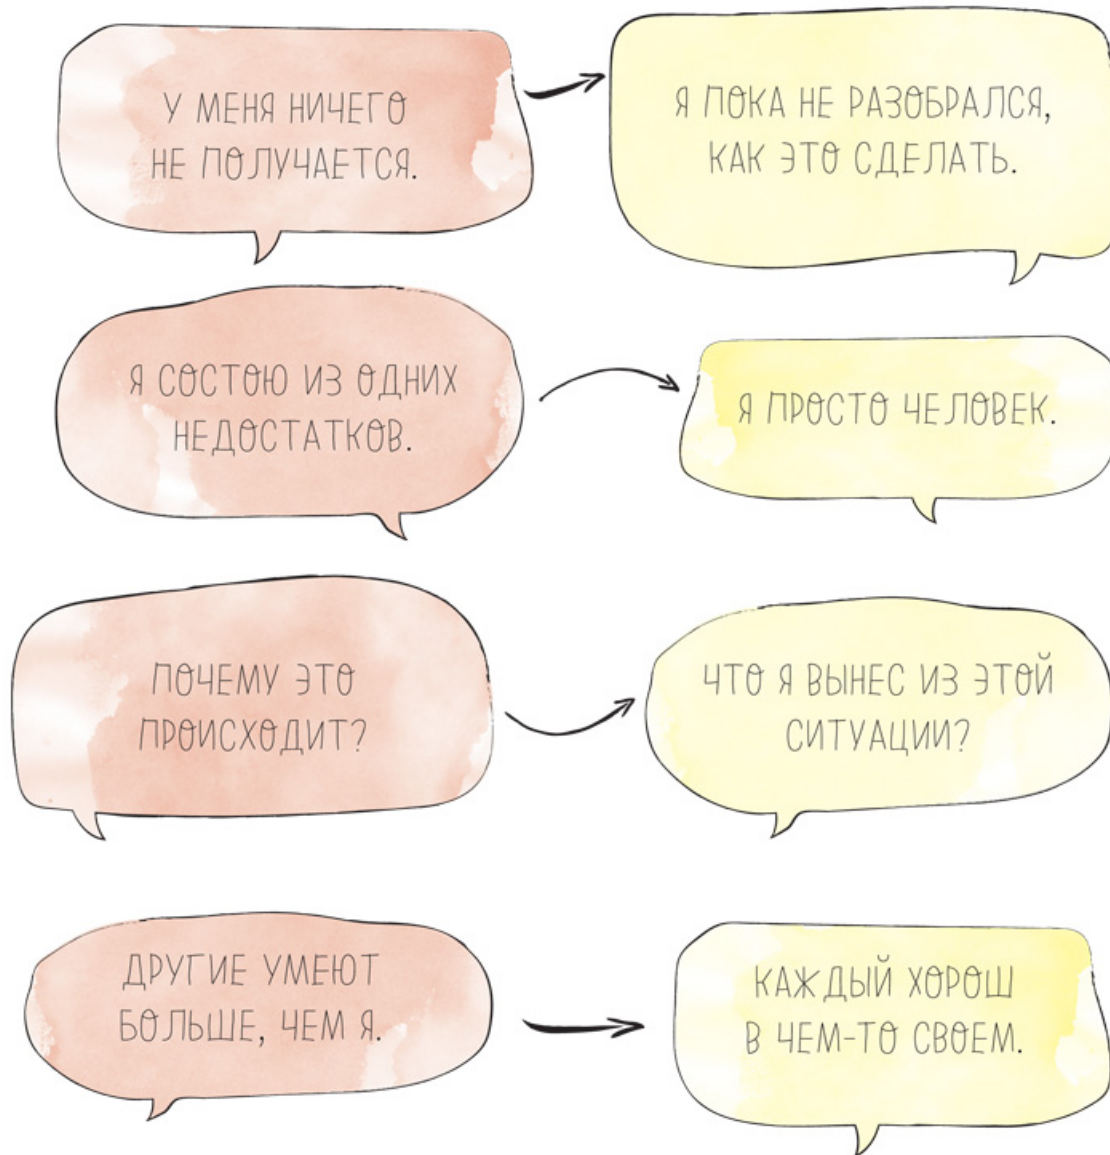 У МЕНЯ НИЧЕГО
НЕ ПОЛУЧАЕТСЯ.
Я ПОКА НЕ РАЗОБРАЛСЯ,
КАК ЭТО СДЕЛАТЬ.
Я СОСТОЮ ИЗ ОДНИХ
НЕДОСТАТКОВ.
Я ПРОСТО ЧЕЛОВЕК.
ПОЧЕМУ ЭТО
ПРОИСХОДИТ?
ЧТО Я ВЫНЕС ИЗ ЭТОЙ
СИТУАЦИИ?
ДРУГИЕ УМЕЮТ
БОЛЬШЕ, ЧЕМ Я.
КАЖДЫЙ ХОРОШ
В ЧЕМ-ТО СВОЕМ.